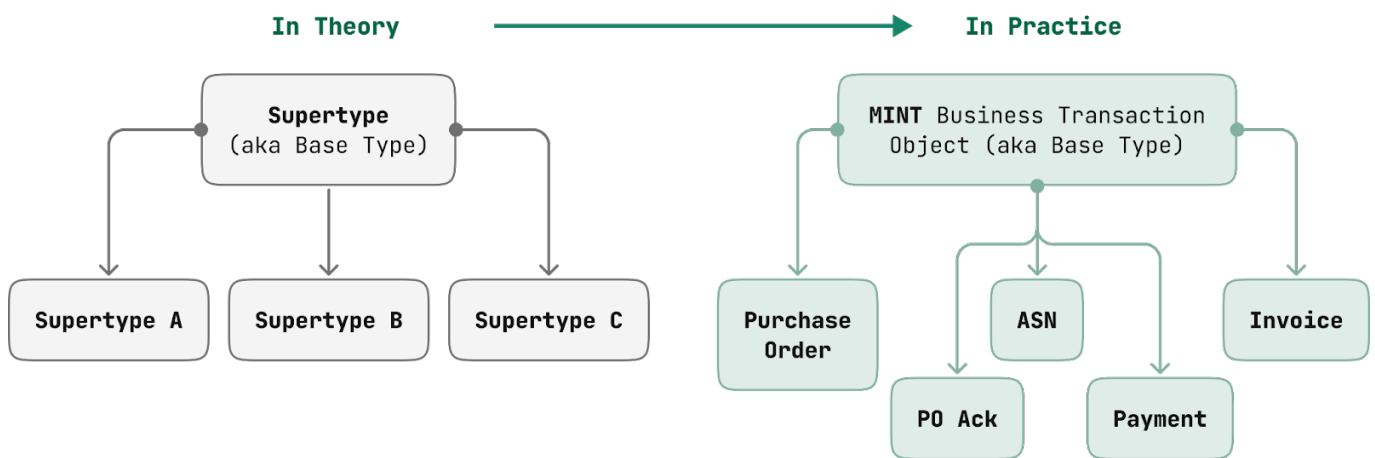 In Theory
In Practice
Supertype
(aka Base Type)
Supertype A
Supertype B
Supertype C
MINT Business Transaction
Object (aka Base Type)
Purchase
Order
ASN
Invoice
PO Ack
Payment